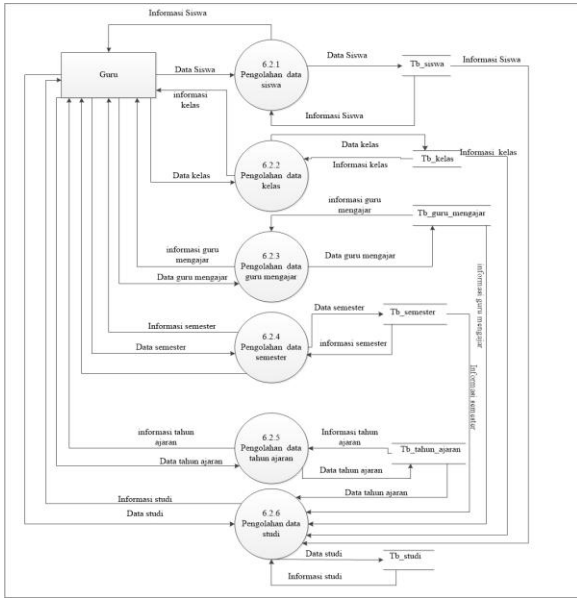 Informasi Siswa
Guru
Data Siswa
6.2.1
Pengolahan data
siswa
Data Siswa
Tb_siswa
Informasi Siswa
informasi
kelas
Informasi Siswa
Data kelas
6.2.2
Pengolahan data
kelas
Data kelas
Informasi kelas
Tb_kelas
Informasi kelas
informasi guru
mengajar
Tb_guru_mengajar
informasi guru
mengajar
6.2.3
Pengolahan data
guru mengajar
Data guru mengajar
Data guru mengajar
informasi guru mengajar
Informasi semester
Data semester
6.2.4
Pengolahan data
semester
Data semester
Tb_semester
informasi semester
Informasi semester
informasi tahun
ajaran
Data tahun ajaran
6.2.5
Pengolahan data
tahun ajaran
Informasi tahun
ajaran
Tb_tahun_ajaran
Data tahun ajaran
Data tahun ajaran
Informasi studi
Data studi
6.2.6
Pengolahan data
studi
Data studi
Tb_studi
Informasi studi